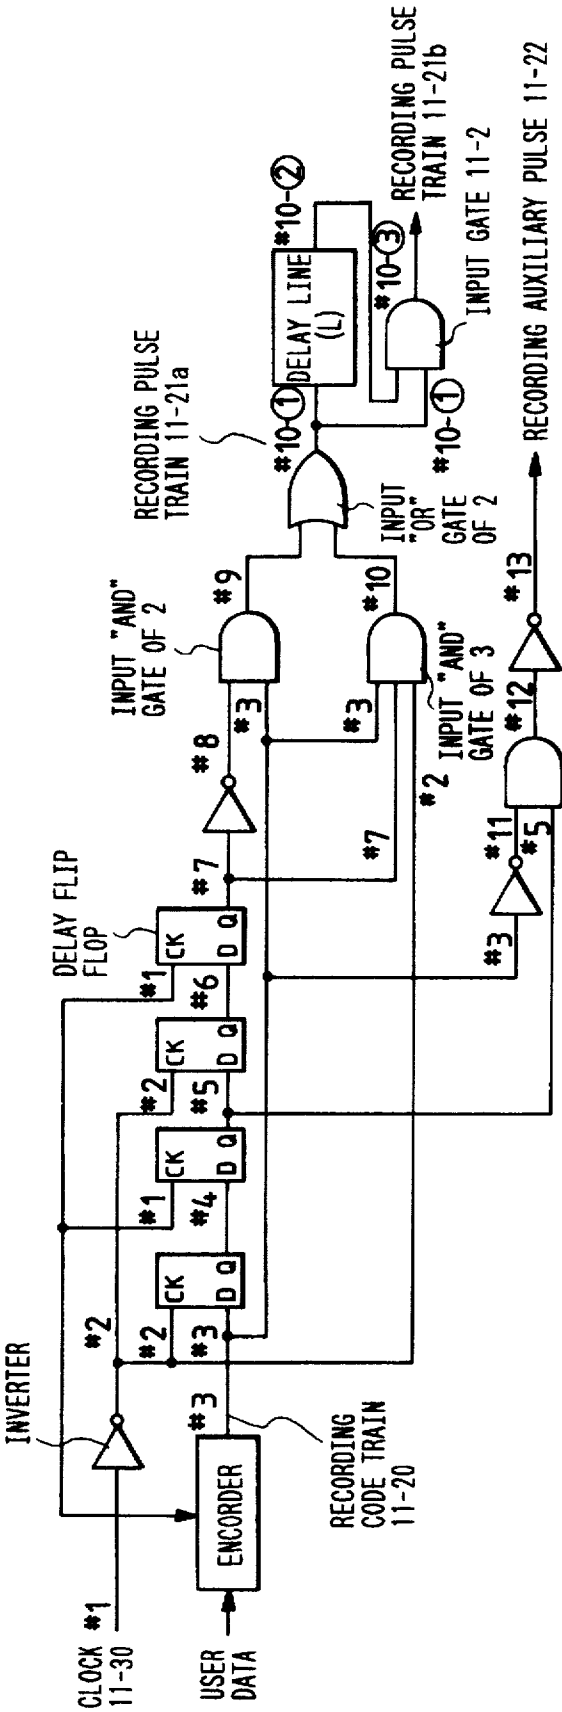 CLOCK #1
11-30
INVERTER
#2
USER
DATA
ENCORDER
#3
RECORDING
CODE TRAIN
11-20
#2
#3
CK
D Q
#1
#4
CK
D Q
#2
#5
CK
D Q
#1
#6
CK
D Q
DELAY FLIP
FLOP
#7
#8
#3
INPUT "AND"
GATE OF 2
#9
#7
#3
#2
INPUT "AND"
GATE OF 3
#10
RECORDING PULSE
TRAIN 11-21a
INPUT
"OR"
GATE
OF 2
#10-①
DELAY LINE
(L)
#10-②
#10-③
#10-①
RECORDING PULSE
TRAIN 11-21b
INPUT GATE 11-2
#3
#11
#5
#12
#13
RECORDING AUXILIARY PULSE 11-22